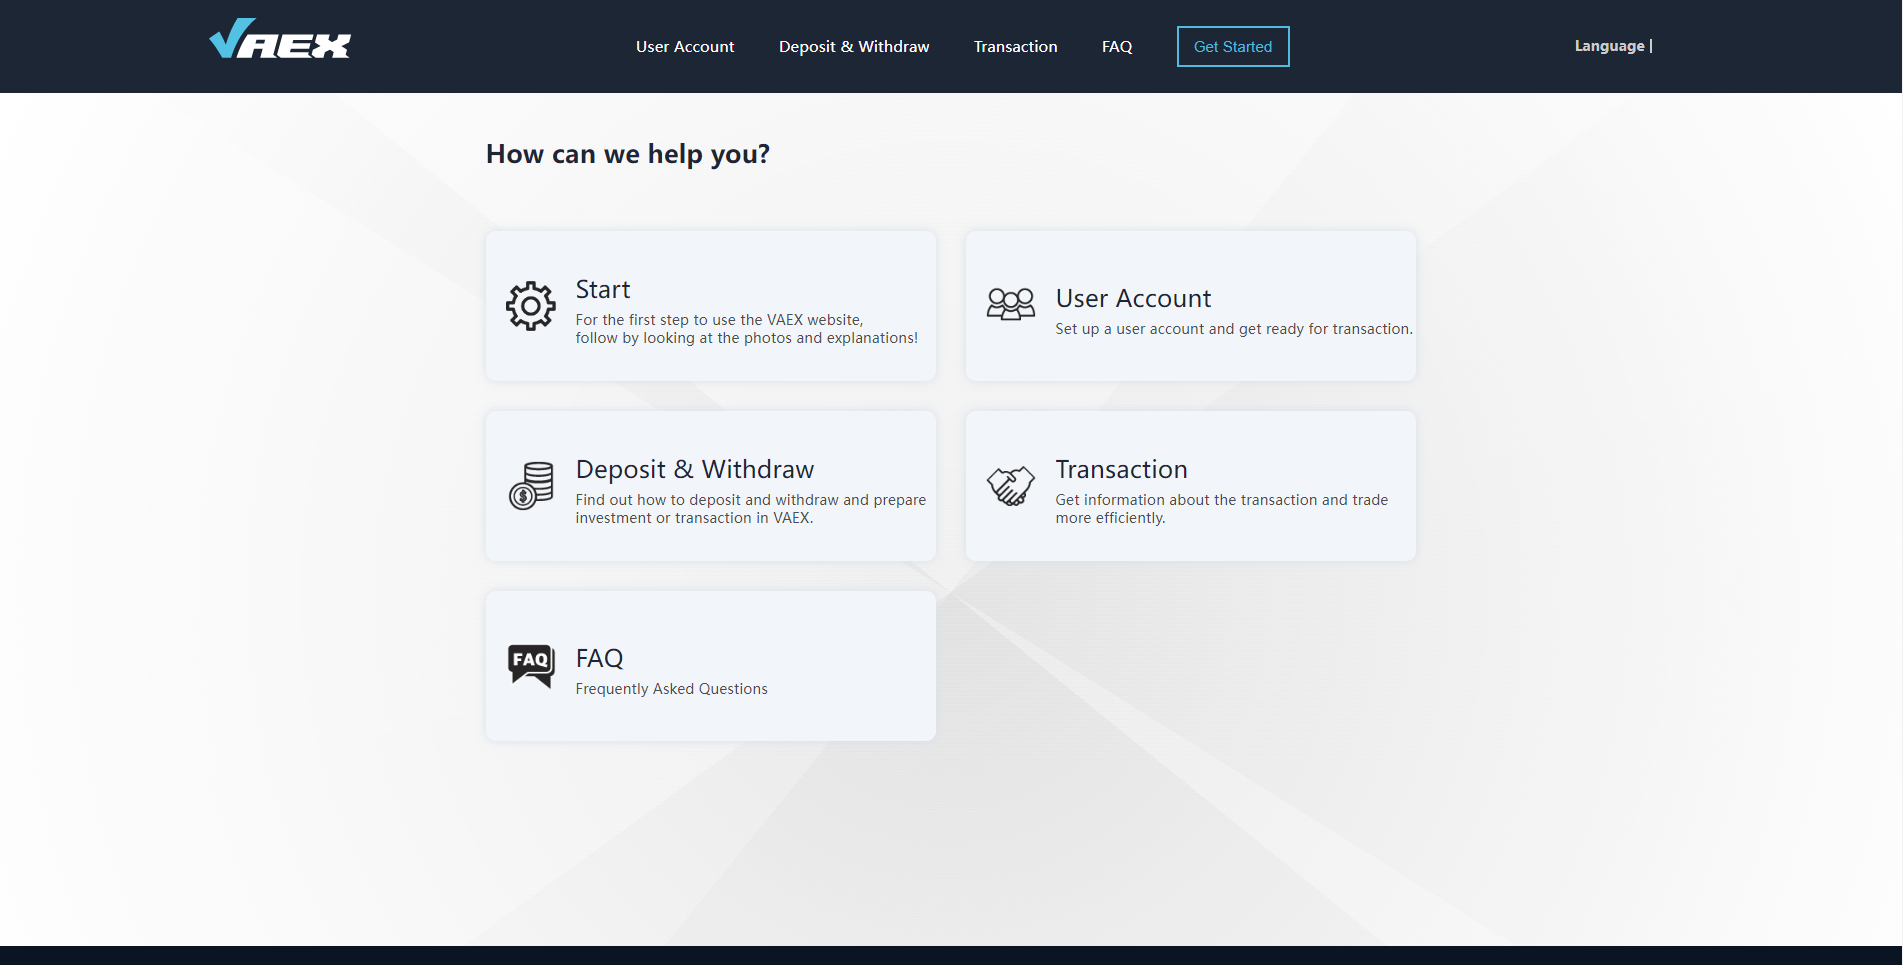 VAEX
User Account
Deposit & Withdraw
Transaction
FAQ
Get Started
Language |
How can we help you?
Start
For the first step to use the VAEX website,
follow by looking at the photos and explanations!
User Account
Set up a user account and get ready for transaction.
Deposit & Withdraw
Find out how to deposit and withdraw and prepare
investment or transaction in VAEX.
Transaction
Get information about the transaction and trade
more efficiently.
FAQ
FAQ
Frequently Asked Questions